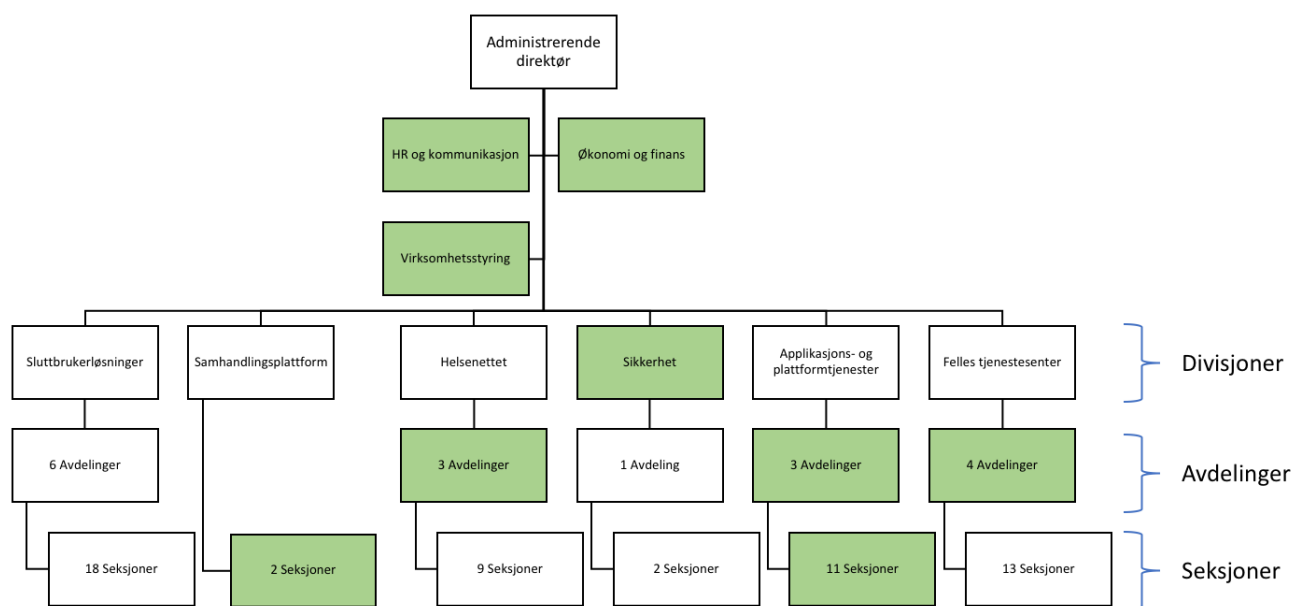 Administrerende
direktør
HR og kommunikasjon
Økonomi og finans
Virksomhetsstyring
Sluttbrukerløsninger
Samhandlingsplattform
Helsenettet
Sikkerhet
Applikasjons- og
plattformtjenester
Felles tjenestesenter
Divisjoner
6 Avdelinger
3 Avdelinger
1 Avdeling
3 Avdelinger
4 Avdelinger
Avdelinger
18 Seksjoner
2 Seksjoner
9 Seksjoner
2 Seksjoner
11 Seksjoner
13 Seksjoner
Seksjoner